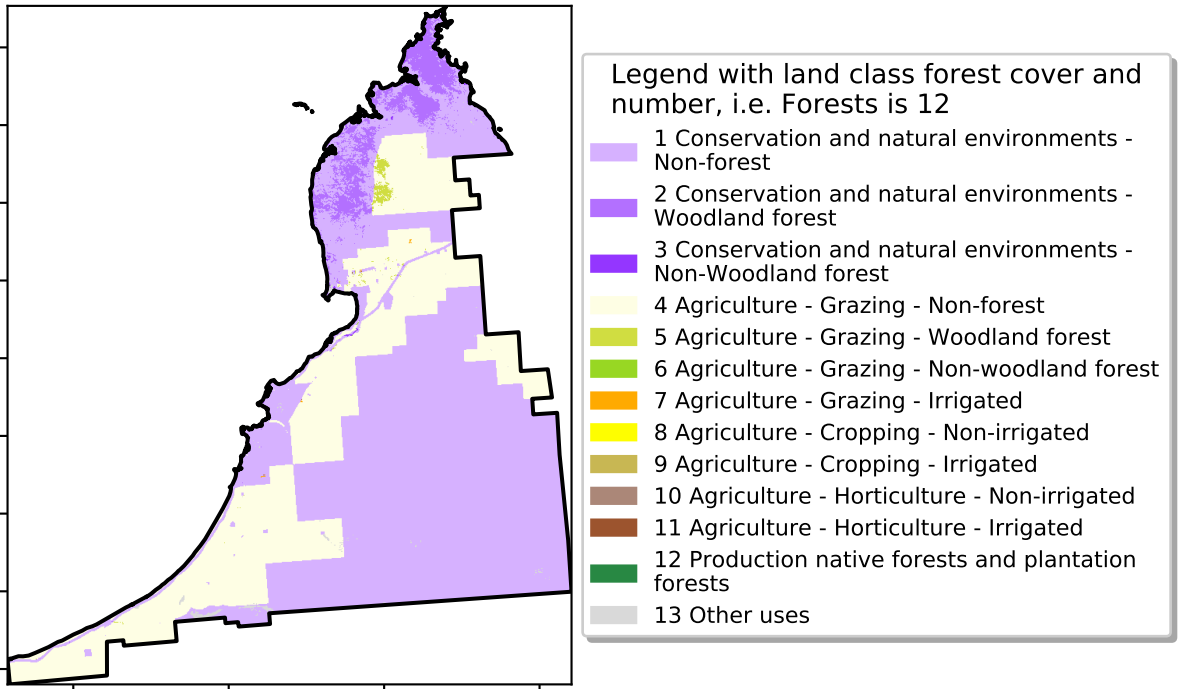 Legend with land class forest cover and
number, i.e. Forests is 12
1 Conservation and natural environments -
Non-forest
2 Conservation and natural environments -
Woodland forest
3 Conservation and natural environments -
Non-Woodland forest
4 Agriculture - Grazing - Non-forest
5 Agriculture - Grazing - Woodland forest
6 Agriculture - Grazing - Non-woodland forest
7 Agriculture - Grazing - Irrigated
8 Agriculture - Cropping - Non-irrigated
9 Agriculture - Cropping - Irrigated
10 Agriculture - Horticulture - Non-irrigated
11 Agriculture - Horticulture - Irrigated
12 Production native forests and plantation
forests
13 Other uses